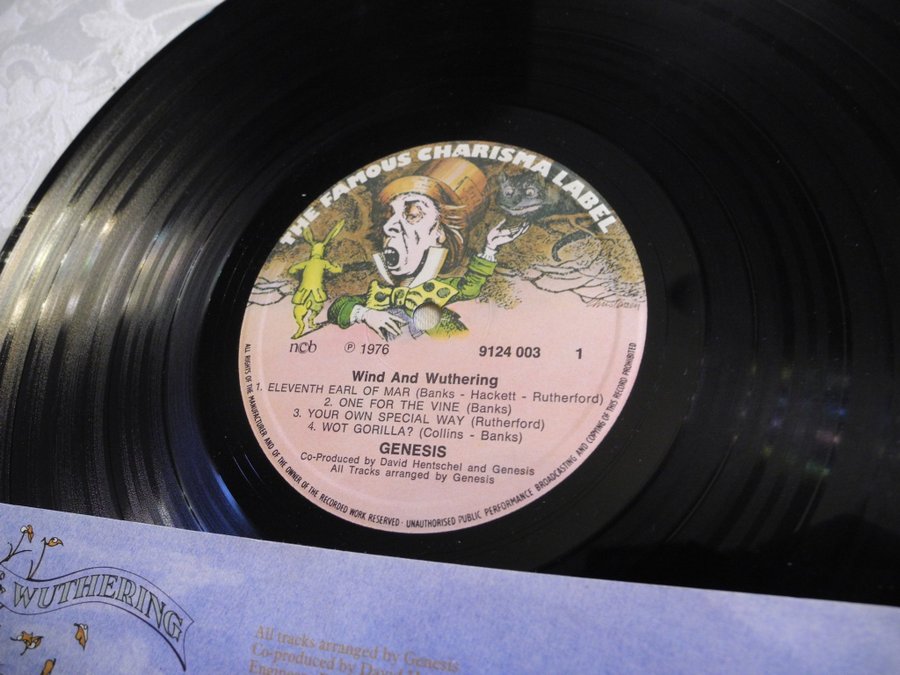 THE FAMOUS CHARISMA LABEL
ncb ℗ 1976 9124 003 1
Wind And Wuthering
1. ELEVENTH EARL OF MAR (Banks - Hackett - Rutherford)
2. ONE FOR THE VINE (Banks)
3. YOUR OWN SPECIAL WAY (Rutherford)
4. WOT GORILLA? (Collins - Banks)
GENESIS
Co-Produced by David Hentschel and Genesis
All Tracks arranged by Genesis
ALL RIGHTS OF THE MANUFACTURER AND OF THE OWNER OF THE RECORDED WORK RESERVED · UNAUTHORISED PUBLIC PERFORMANCE BROADCASTING AND COPYING OF THIS RECORD PROHIBITED
WUTHERING
All tracks arranged by Genesis
Co-produced by David